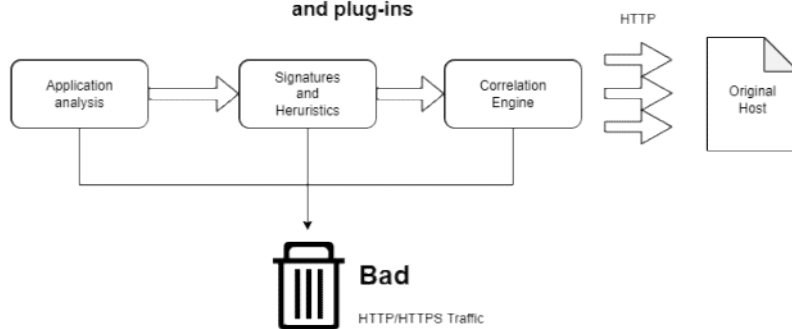 and plug-ins
HTTP
Application
analysis
Signatures
and
Heruristics
Correlation
Engine
Original
Host
Bad
HTTP/HTTPS Traffic